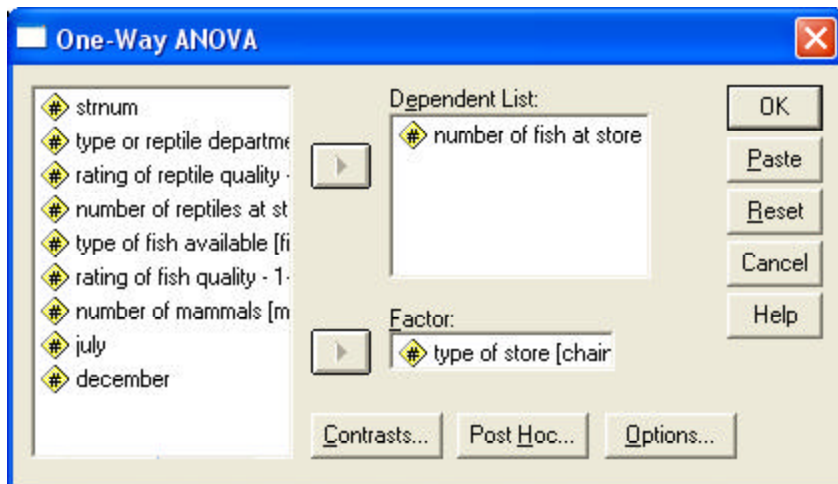 One-Way ANOVA
strnum
type or reptile departme
rating of reptile quality -
number of reptiles at st
type of fish available [fi
rating of fish quality - 1-
number of mammals [m
july
december
Dependent List:
number of fish at store
Factor:
type of store [chain
OK
Paste
Reset
Cancel
Help
Contrasts...
Post Hoc...
Options...